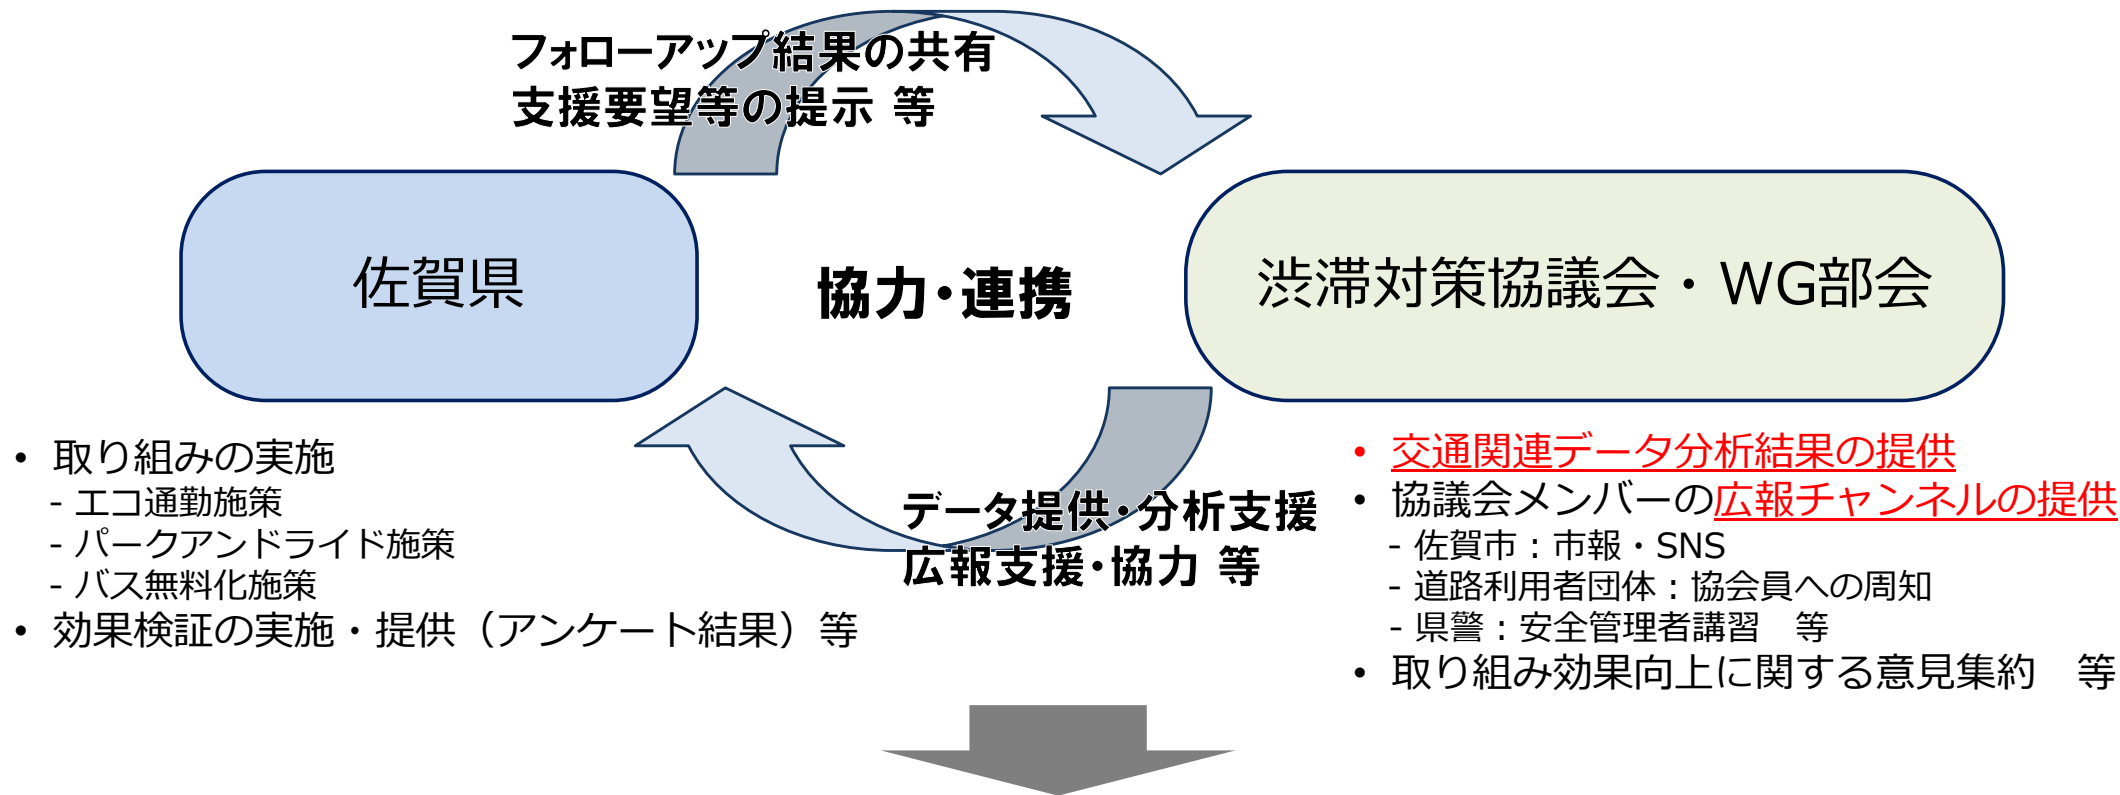 フォローアップ結果の共有
支援要望等の提示 等
佐賀県
協力・連携
渋滞対策協議会・WG部会
データ提供・分析支援
広報支援・協力 等
• 取り組みの実施
- エコ通勤施策
- パークアンドライド施策
- バス無料化施策
• 効果検証の実施・提供（アンケート結果）等
• 交通関連データ分析結果の提供
• 協議会メンバーの広報チャンネルの提供
- 佐賀市：市報・SNS
- 道路利用者団体：協会員への周知
- 県警：安全管理者講習　等
• 取り組み効果向上に関する意見集約　等